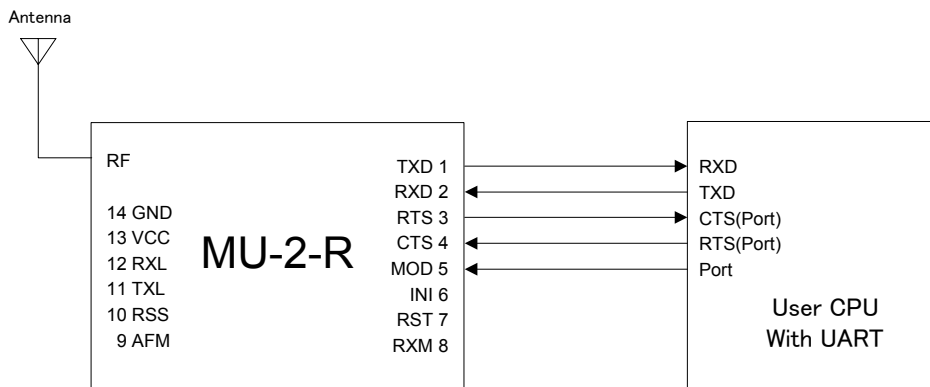 Antenna
RF
14 GND
13 VCC
12 RXL
11 TXL
10 RSS
9 AFM
MU-2-R
TXD 1
RXD 2
RTS 3
CTS 4
MOD 5
INI 6
RST 7
RXM 8
RXD
TXD
CTS(Port)
RTS(Port)
Port
User CPU
With UART